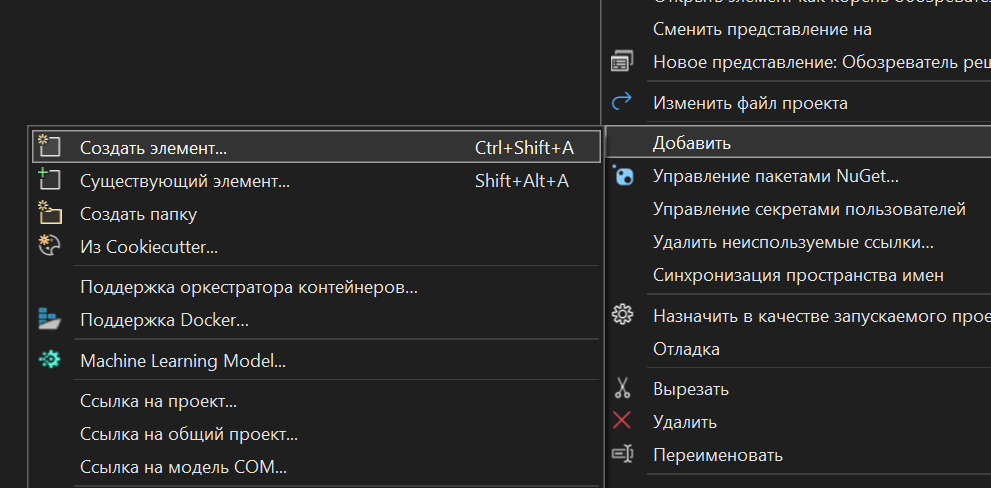 Сменить представление на
Новое представление: Обозреватель
Изменить файл проекта
Добавить
Управление пакетами NuGet...
Управление секретами пользователей
Удалить неиспользуемые ссылки...
Синхронизация пространства имен
Назначить в качестве запускаемого
Отладка
Вырезать
Удалить
Переименовать
Создать элемент... Ctrl+Shift+A
Существующий элемент... Shift+Alt+A
Создать папку
Из Cookiecutter...
Поддержка оркестратора контейнеров...
Поддержка Docker...
Machine Learning Model...
Ссылка на проект...
Ссылка на общий проект...
Ссылка на модель COM...